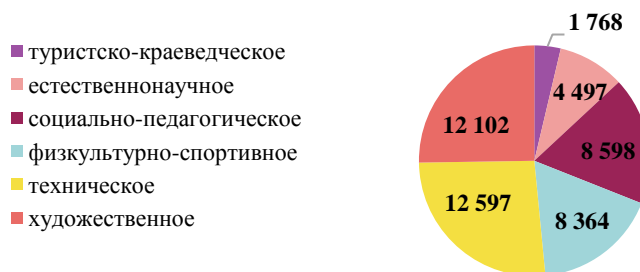 1 768
туристско-краеведческое
естественнонаучное
социально-педагогическое
физкультурно-спортивное
техническое
художественное
4 497
8 598
8 364
12 597
12 102